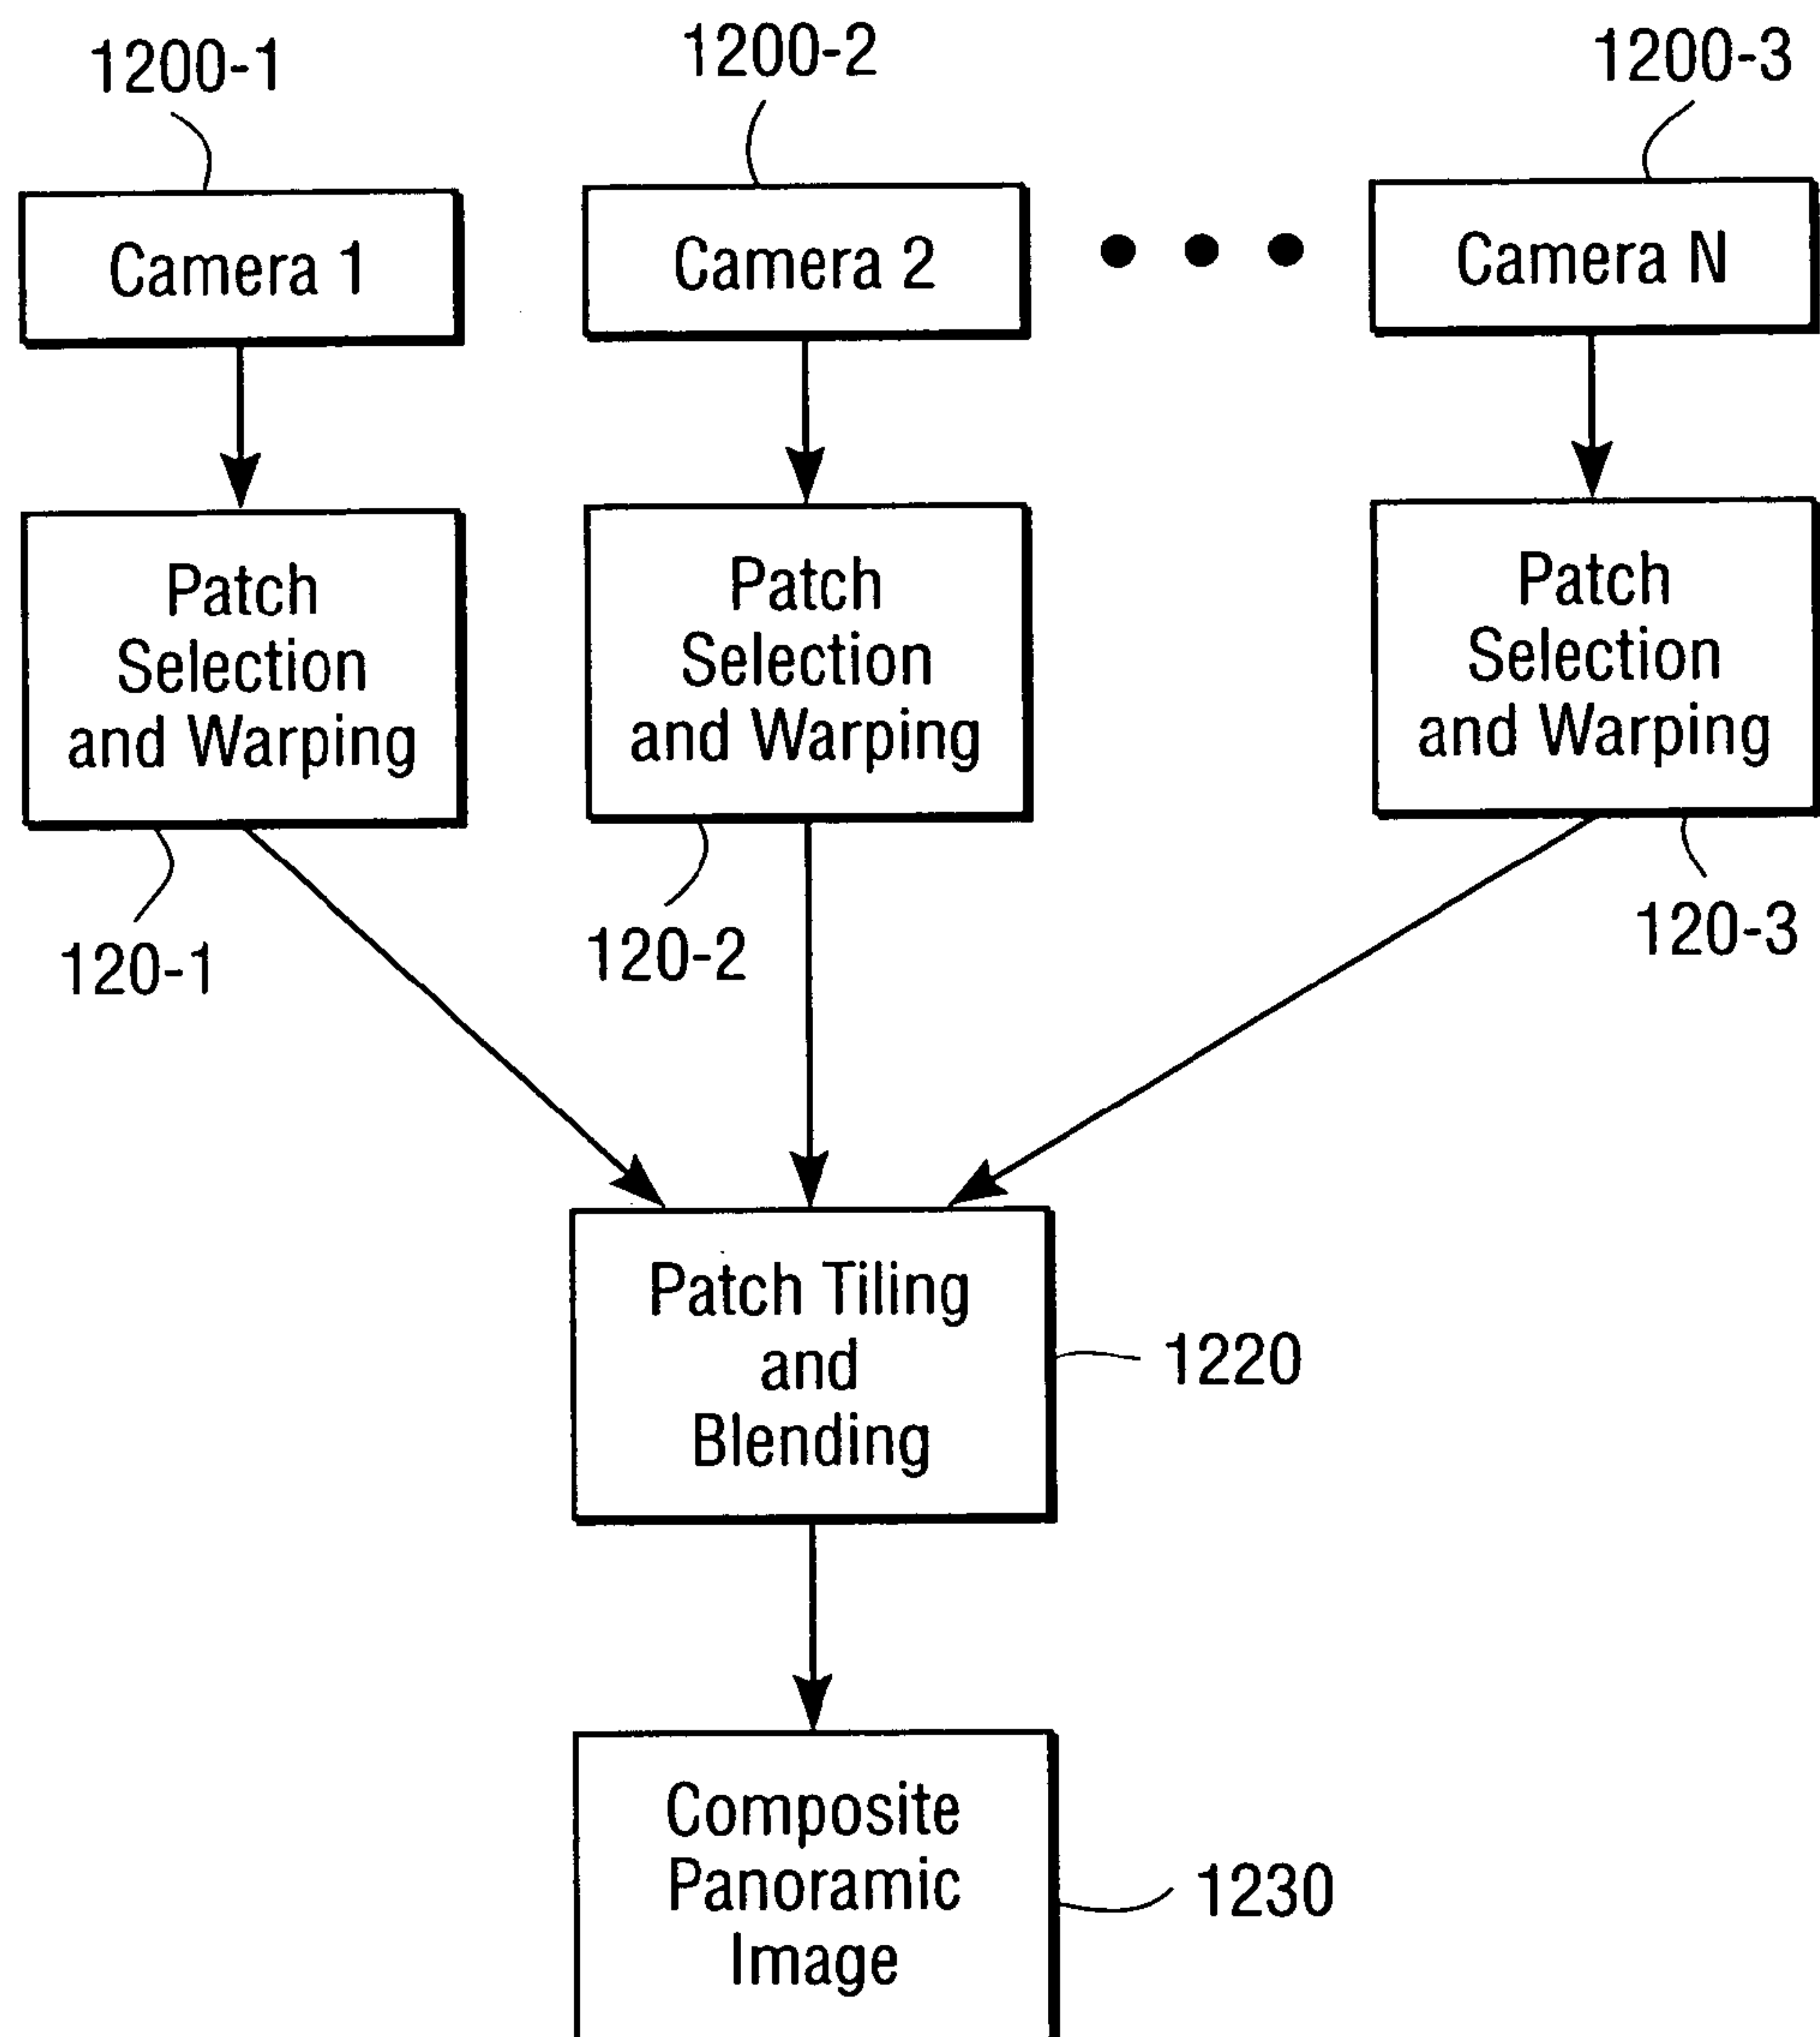 1200-1
1200-2
1200-3
Camera 1
Camera 2
Camera N
Patch
Selection
and Warping
Patch
Selection
and Warping
Patch
Selection
and Warping
120-1
120-2
120-3
Patch Tiling
and
Blending
1220
Composite
Panoramic
Image
1230